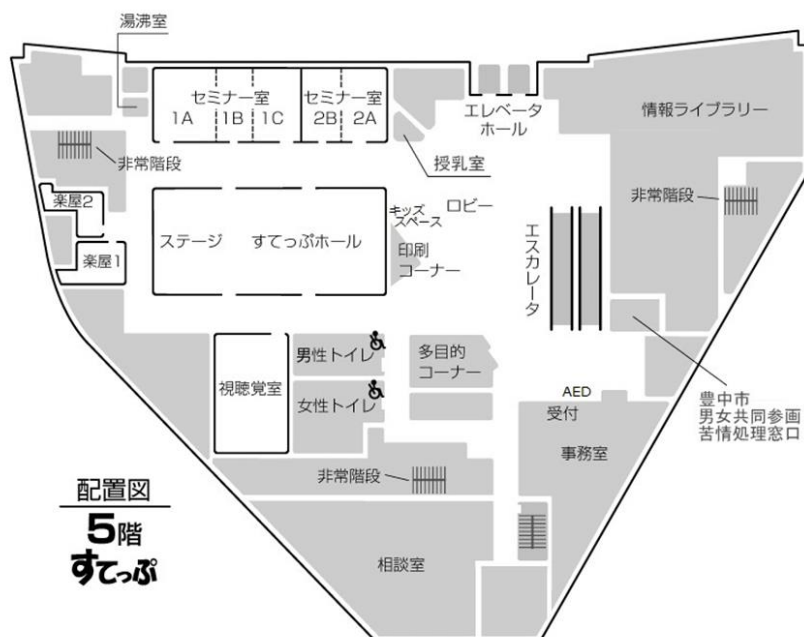 湯沸室
セミナー室
1A 1B 1C
セミナー室
2B 2A
エレベータ
ホール
情報ライブラリー
授乳室
非常階段
非常階段
楽屋2
楽屋1
ステージ
すてっぷホール
キッズ
スペース
ロビー
印刷
コーナー
エスカレータ
視聴覚室
男性トイレ
女性トイレ
多目的
コーナー
AED
受付
事務室
豊中市
男女共同参画
苦情処理窓口
非常階段
相談室
配置図
5階
すてっぷ